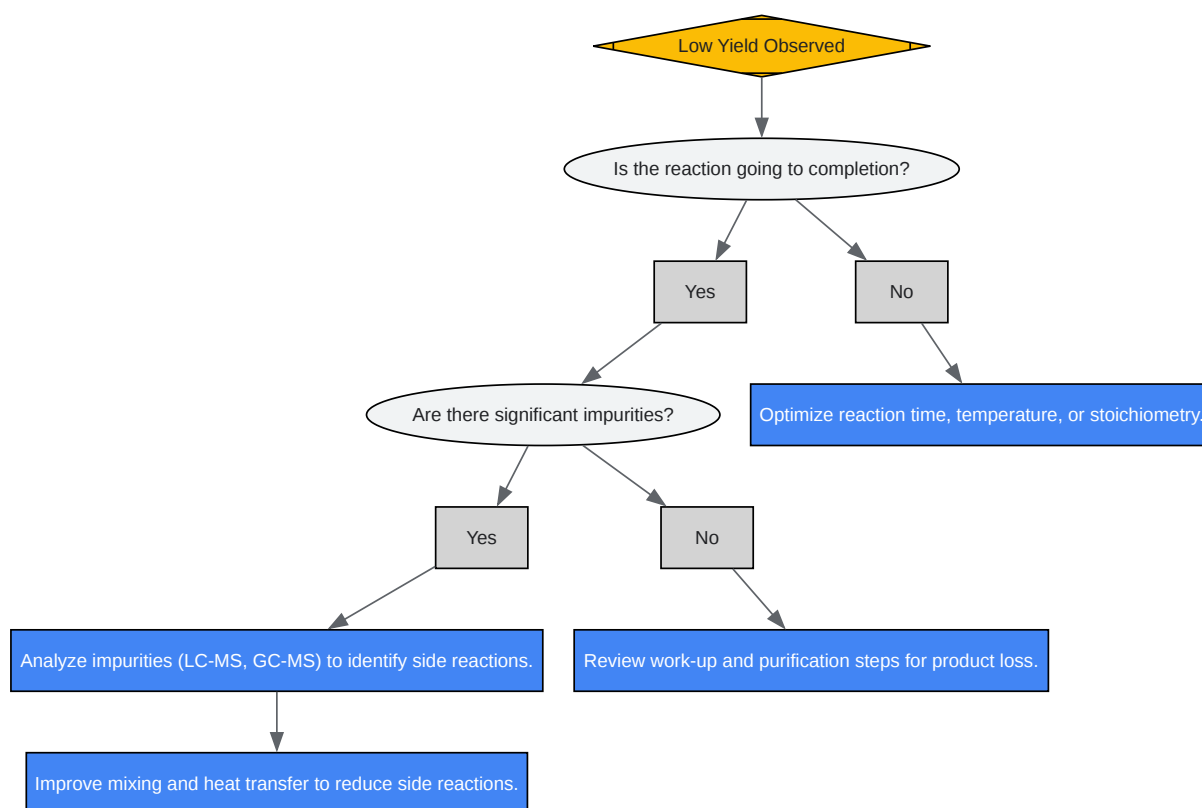 Low Yield Observed
Is the reaction going to completion?
Yes
No
Are there significant impurities?
Optimize reaction time, temperature, or stoichiometry.
Yes
No
Analyze impurities (LC-MS, GC-MS) to identify side reactions.
Review work-up and purification steps for product loss.
Improve mixing and heat transfer to reduce side reactions.